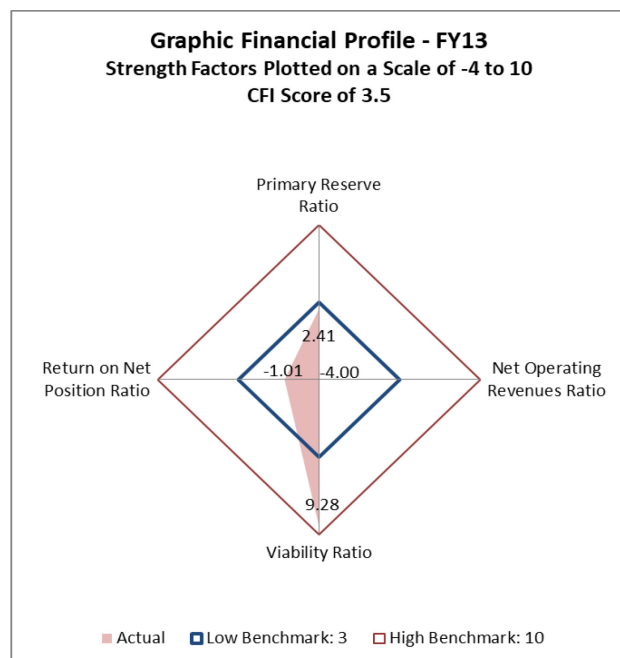 Graphic Financial Profile - FY13
Strength Factors Plotted on a Scale of -4 to 10
CFI Score of 3.5
Primary Reserve
Ratio
2.41
Return on Net
Position Ratio
-1.01
-4.00
Net Operating
Revenues Ratio
9.28
Viability Ratio
Actual
Low Benchmark: 3
High Benchmark: 10